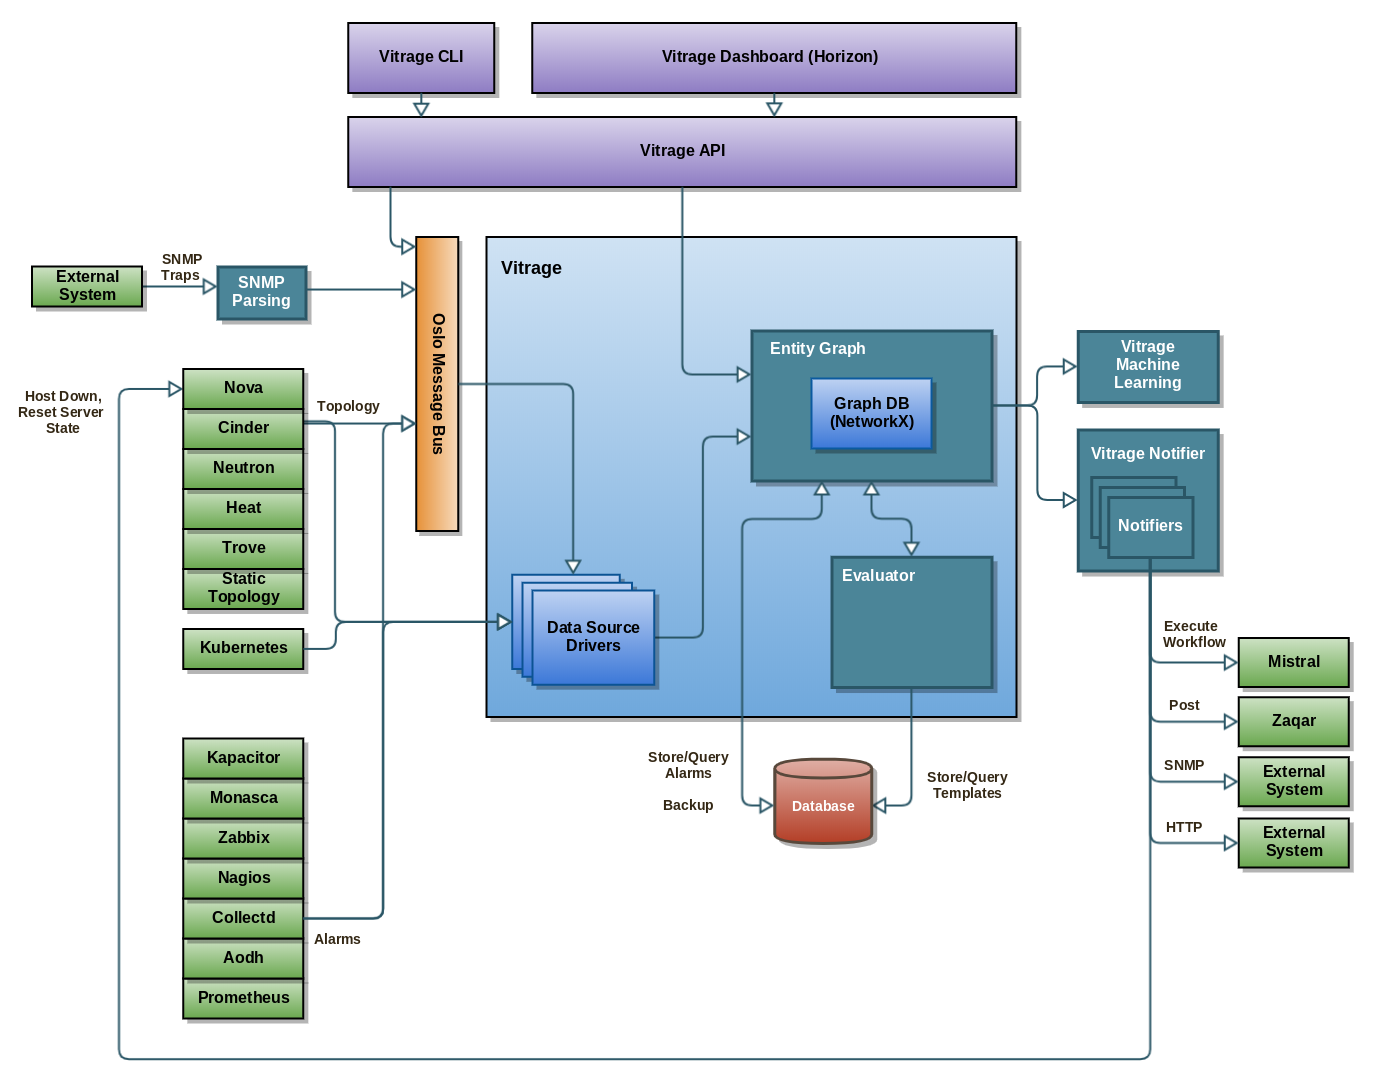 Vitrage CLI
Vitrage Dashboard (Horizon)
Vitrage API
SNMP
Traps
External
System
SNMP
Parsing
Oslo Message Bus
Vitrage
Entity Graph
Graph DB
(NetworkX)
Vitrage
Machine
Learning
Host Down,
Reset Server
State
Nova
Cinder
Neutron
Heat
Trove
Static
Topology
Kubernetes
Topology
Vitrage Notifier
Notifiers
Evaluator
Data Source
Drivers
Execute
Workflow
Mistral
Post
Zaqar
SNMP
External
System
HTTP
External
System
Store/Query
Alarms
Backup
Database
Store/Query
Templates
Kapacitor
Monasca
Zabbix
Nagios
Collectd
Aodh
Prometheus
Alarms